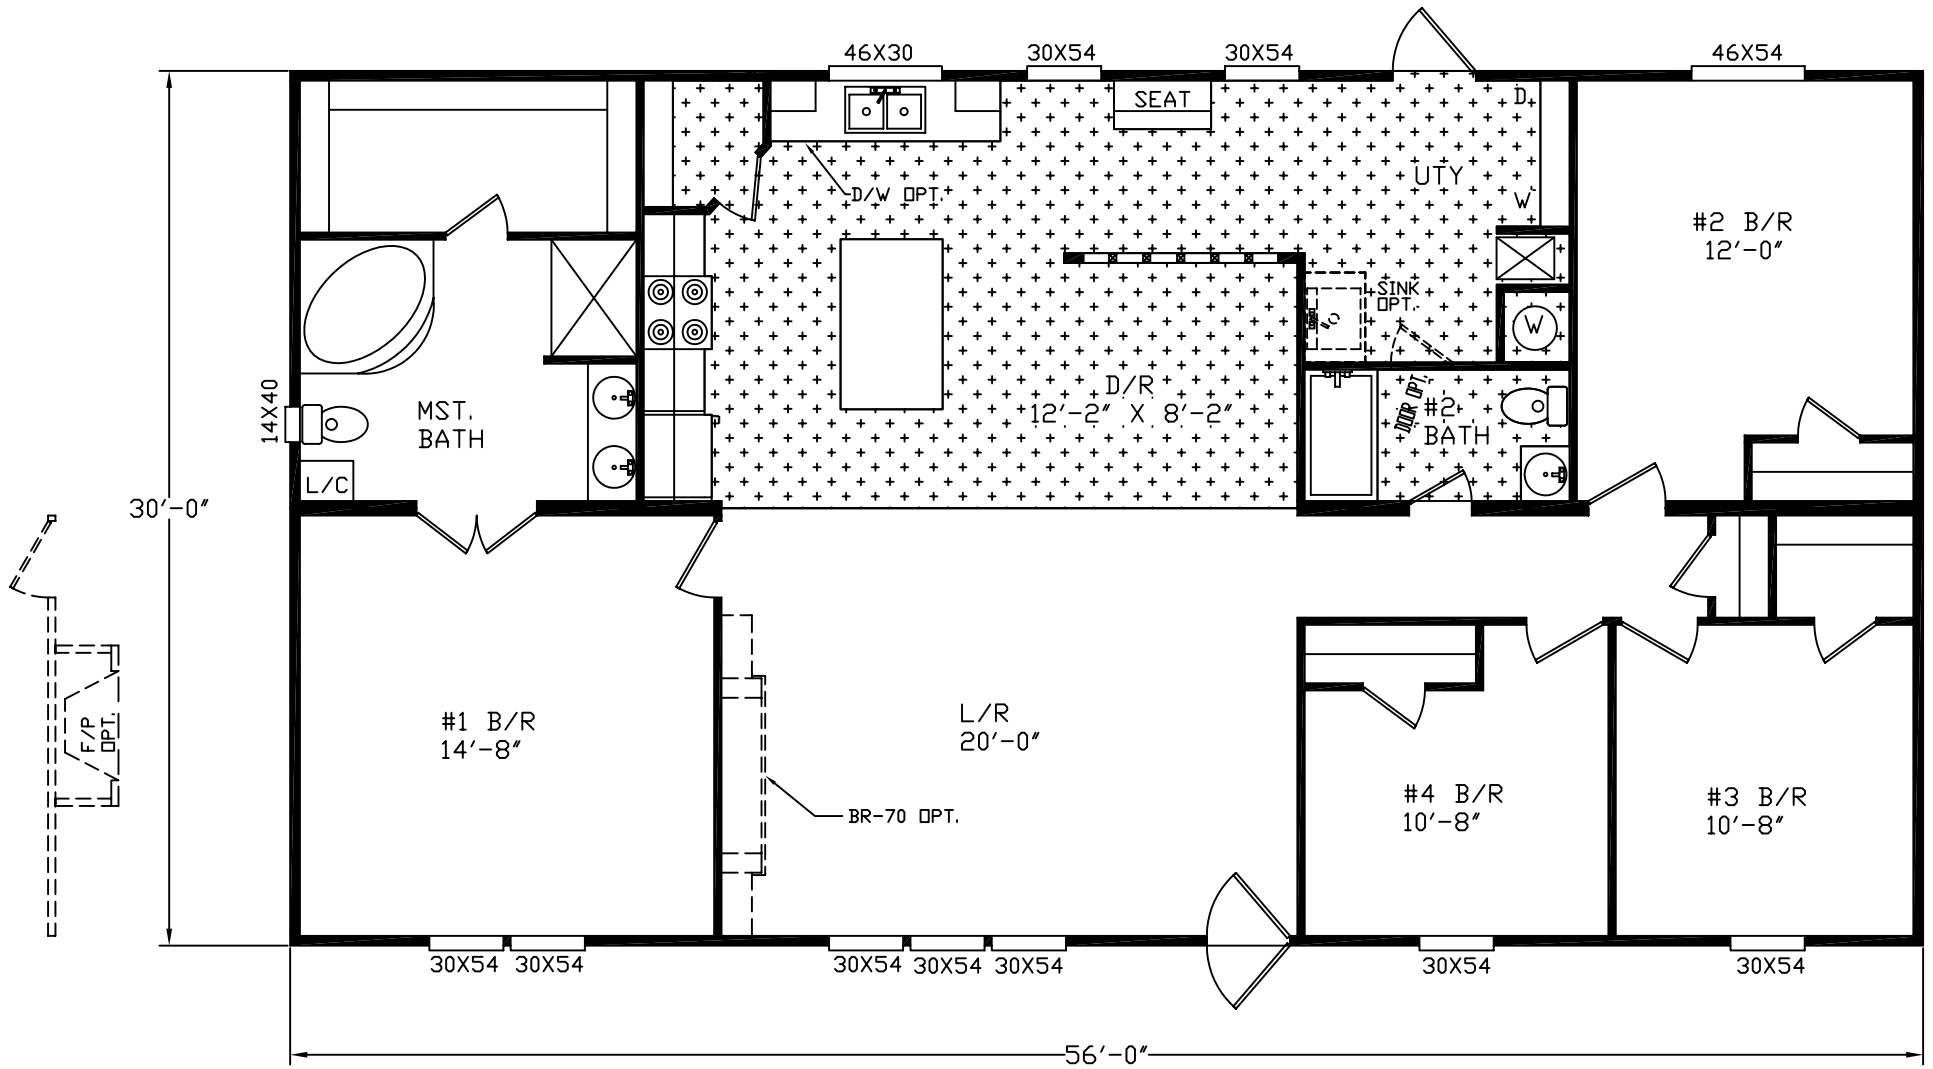 46X30
30X54
30X54
46X54
SEAT
D
UTY
D/W OPT.
W
#2 B/R
12'-0"
SINK
OPT.
W
D/R
12'-2" X 8'-2"
DOOR OPT.
#2
BATH
14X40
MST.
BATH
L/C
30'-0"
F/P
OPT.
#1 B/R
14'-8"
L/R
20'-0"
BR-70 OPT.
#4 B/R
10'-8"
#3 B/R
10'-8"
30X54
30X54
30X54
30X54
30X54
30X54
30X54
56'-0"